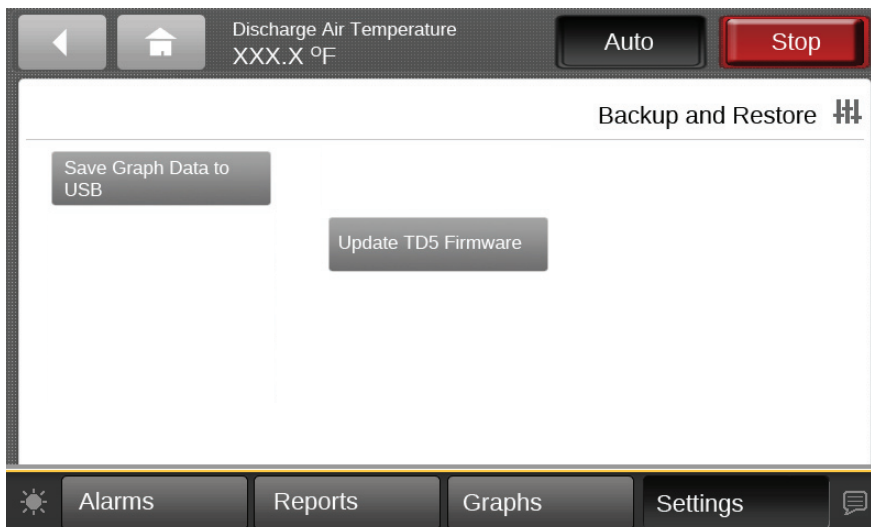 Discharge Air Temperature
XXX.X ºF
Auto
Stop
Backup and Restore
Save Graph Data to
USB
Update TD5 Firmware
Alarms
Reports
Graphs
Settings